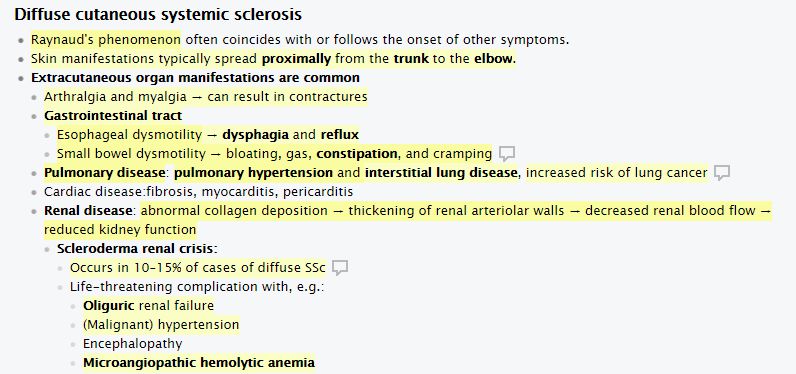 Diffuse cutaneous systemic sclerosis
Raynaud's phenomenon often coincides with or follows the onset of other symptoms.
Skin manifestations typically spread proximally from the trunk to the elbow.
Extracutaneous organ manifestations are common
Arthralgia and myalgia → can result in contractures
Gastrointestinal tract
Esophageal dysmotility → dysphagia and reflux
Small bowel dysmotility → bloating, gas, constipation, and cramping
Pulmonary disease: pulmonary hypertension and interstitial lung disease, increased risk of lung cancer
Cardiac disease:fibrosis, myocarditis, pericarditis
Renal disease: abnormal collagen deposition → thickening of renal arteriolar walls → decreased renal blood flow →
reduced kidney function
Scleroderma renal crisis:
Occurs in 10-15% of cases of diffuse SSc
Life-threatening complication with, e.g.:
Oliguric renal failure
(Malignant) hypertension
Encephalopathy
Microangiopathic hemolytic anemia